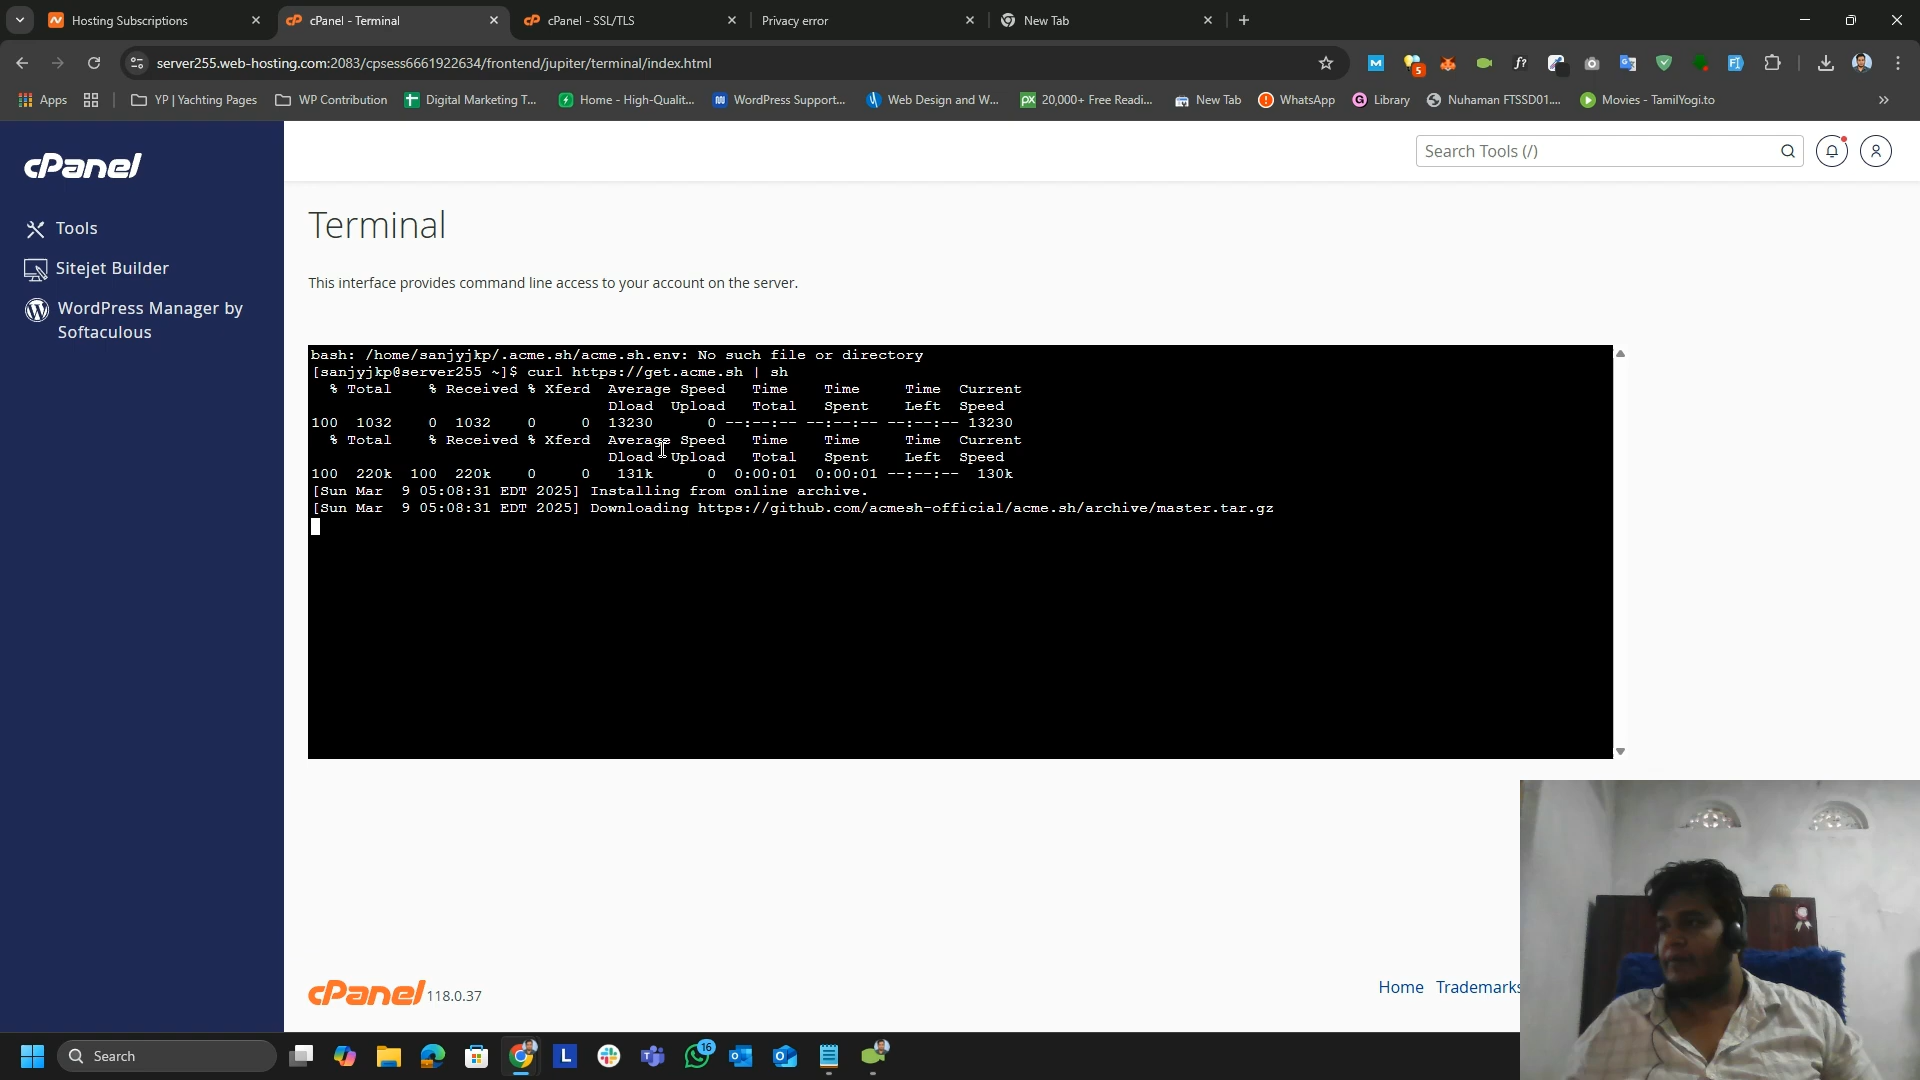 Hosting Subscriptions
cPanel - Terminal
cPanel - SSL/TLS
Privacy error
New Tab
server255.web-hosting.com:2083/cpsess6661922634/frontend/jupiter/terminal/index.html
5
f?
Apps
YP | Yachting Pages
WP Contribution
Digital Marketing T...
Home - High-Qualit...
WordPress Support...
Web Design and W...
20,000+ Free Readi...
New Tab
WhatsApp
Library
Nuhaman FTSSD01....
Movies - TamilYogi.to
cPanel
Search Tools (/)
Tools
Sitejet Builder
WordPress Manager by
Softaculous
Terminal
This interface provides command line access to your account on the server.
bash: /home/sanjyjkp/.acme.sh/acme.sh.env: No such file or directory
[sanjyjkp@server255 ~]$ curl https://get.acme.sh | sh
% Total % Received % Xferd Average Speed Time Time Time Current
Dload Upload Total Spent Left Speed
100 1032 0 1032 0 0 13230 0 --:--:-- --:--:-- --:--:-- 13230
% Total % Received % Xferd Average Speed Time Time Time Current
Dload Upload Total Spent Left Speed
100 220k 100 220k 0 0 131k 0 0:00:01 0:00:01 --:--:-- 130k
[Sun Mar 9 05:08:31 EDT 2025] Installing from online archive.
[Sun Mar 9 05:08:31 EDT 2025] Downloading https://github.com/acmesh-official/acme.sh/archive/master.tar.gz
cPanel 118.0.37
Home Trademarks
Search
16